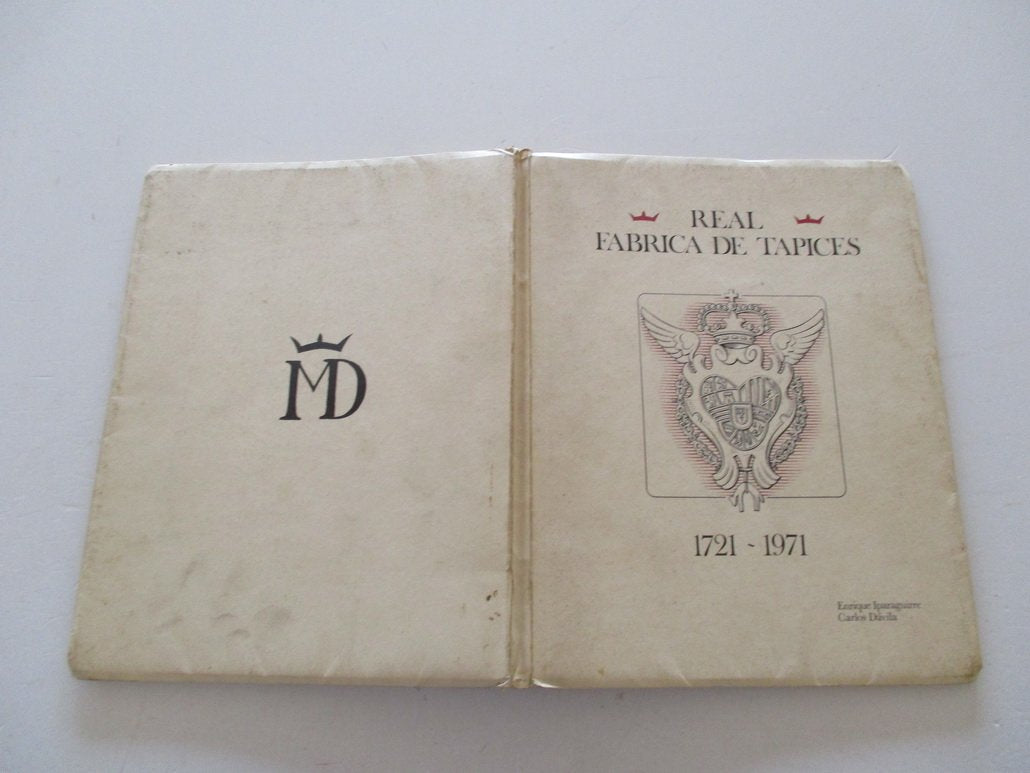 MD
REAL
FABRICA DE TAPICES
1721 - 1971
Enrique Iparaguirre
Carlos Dávila